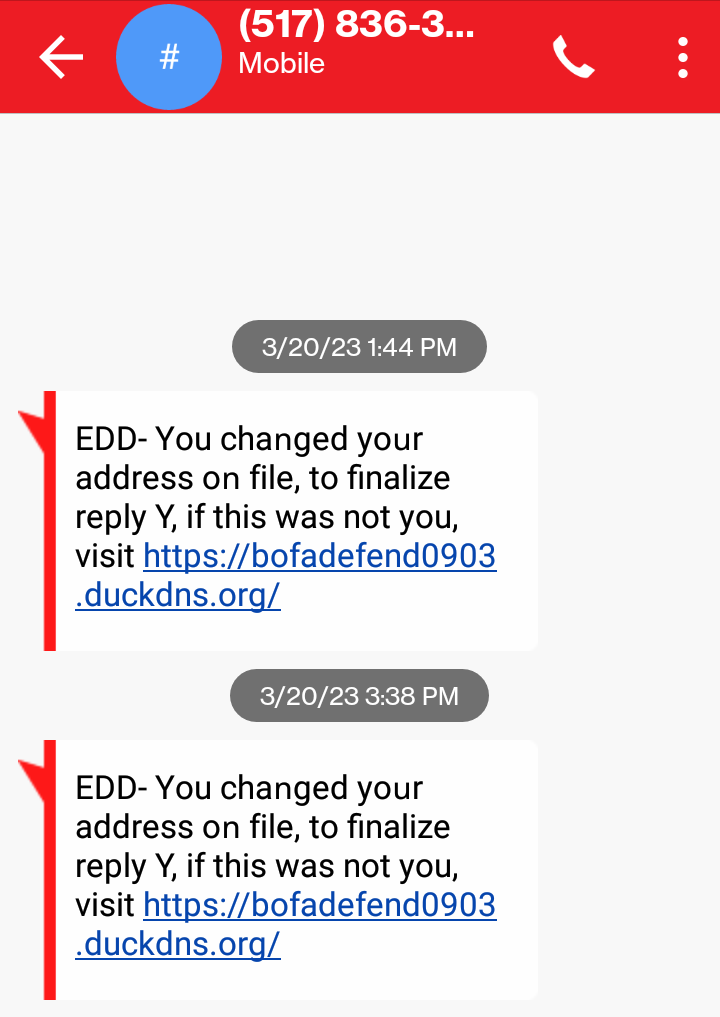 (517) 836-3...
#
Mobile
3/20/23 1:44 PM
EDD- You changed your
address on file, to finalize
reply Y, if this was not you,
visit https://bofadefend0903
.duckdns.org/
3/20/23 3:38 PM
EDD- You changed your
address on file, to finalize
reply Y, if this was not you,
visit https://bofadefend0903
.duckdns.org/